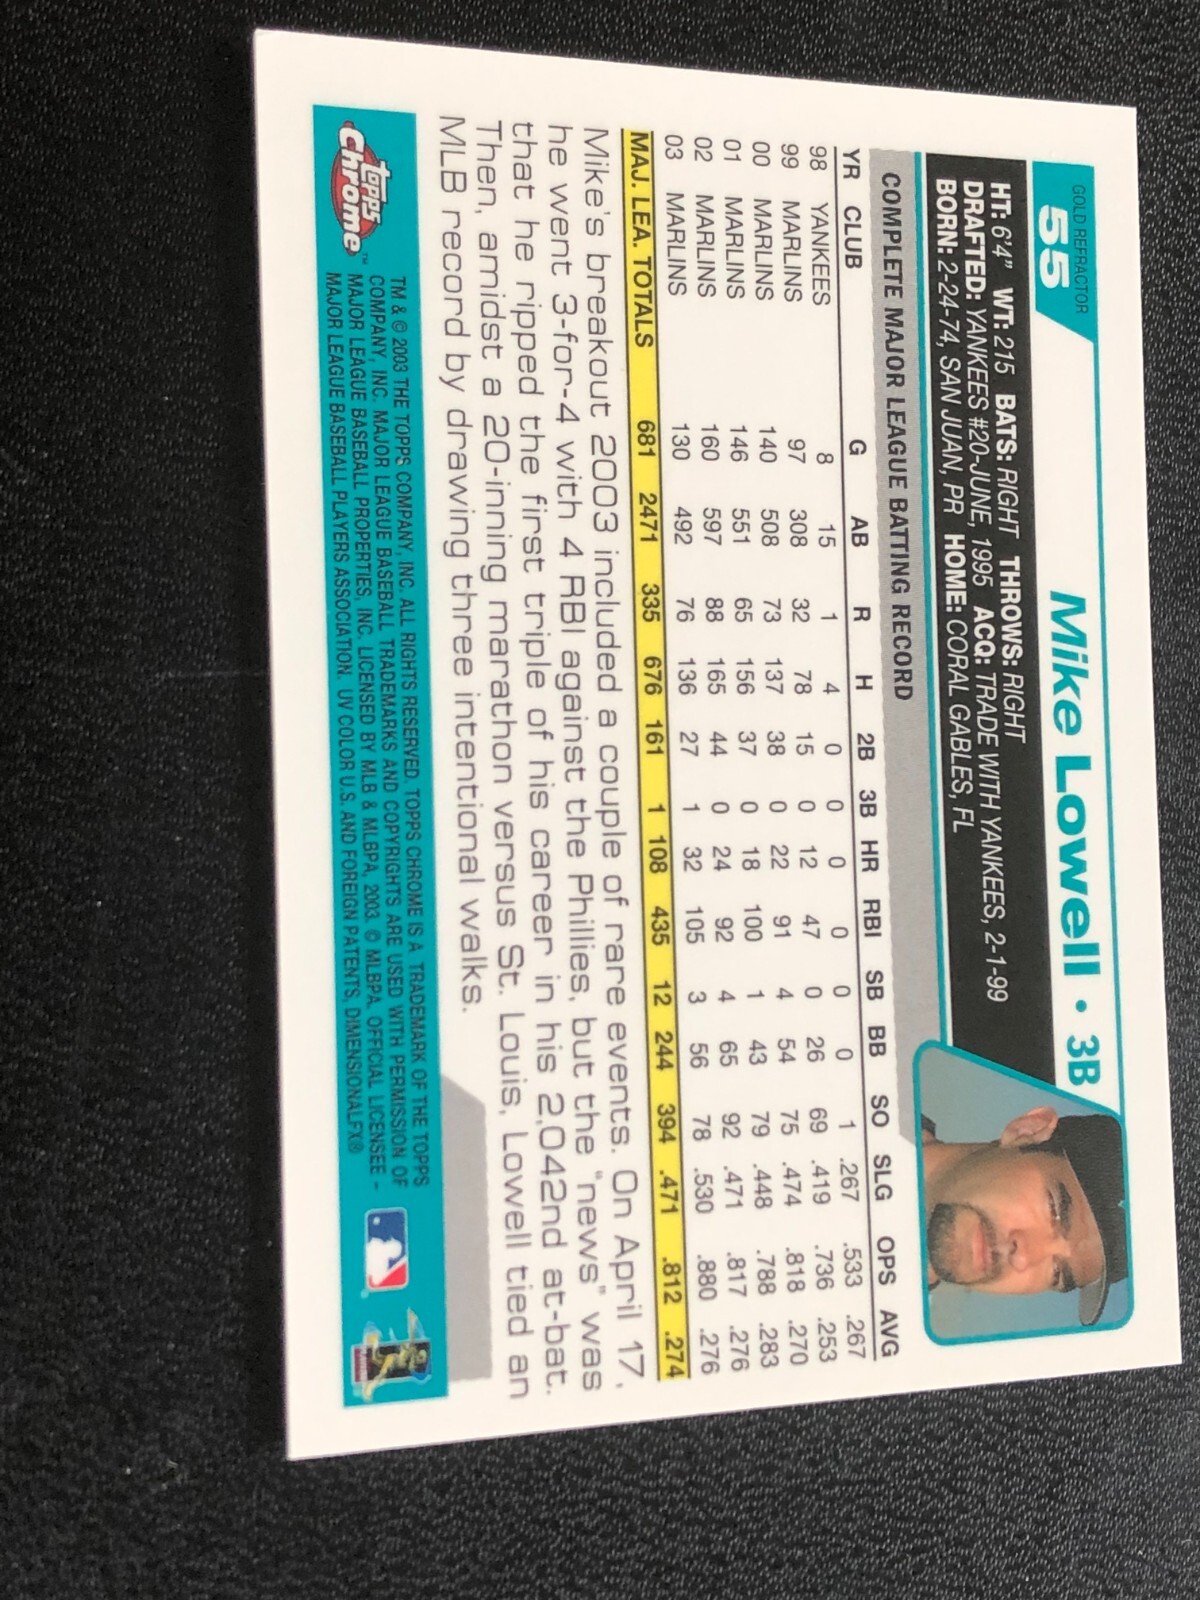 GOLD REFRACTOR
55
Mike Lowell • 3B
HT: 6'4" WT: 215 BATS: RIGHT THROWS: RIGHT
DRAFTED: YANKEES #20-JUNE, 1995 ACQ: TRADE WITH YANKEES, 2-1-99
BORN: 2-24-74, SAN JUAN, PR HOME: CORAL GABLES, FL
COMPLETE MAJOR LEAGUE BATTING RECORD
YR CLUB G AB R H 2B 3B HR RBI SB BB SO SLG OPS AVG
98 YANKEES 8 15 1 4 0 0 0 0 0 0 1 .267 .533 .267
99 MARLINS 97 308 32 78 15 0 12 47 0 26 69 .419 .736 .253
00 MARLINS 140 508 73 137 38 0 22 91 4 54 75 .474 .818 .270
01 MARLINS 146 551 65 156 37 0 18 100 1 43 79 .448 .788 .283
02 MARLINS 160 597 88 165 44 0 24 92 4 65 92 .471 .817 .276
03 MARLINS 130 492 76 136 27 1 32 105 3 56 78 .530 .880 .276
MAJ. LEA. TOTALS 681 2471 335 676 161 1 108 435 12 244 394 .471 .812 .274
Mike's breakout 2003 included a couple of rare events. On April 17,
he went 3-for-4 with 4 RBI against the Phillies, but the "news" was
that he ripped the first triple of his career in his 2,042nd at-bat.
Then, amidst a 20-inning marathon versus St. Louis, Lowell tied an
MLB record by drawing three intentional walks.
topps
Chrome™
TM & © 2003 THE TOPPS COMPANY, INC. ALL RIGHTS RESERVED. TOPPS CHROME IS A TRADEMARK OF THE TOPPS
COMPANY, INC. MAJOR LEAGUE BASEBALL TRADEMARKS AND COPYRIGHTS ARE USED WITH PERMISSION OF
MAJOR LEAGUE BASEBALL PROPERTIES, INC. LICENSED BY MLB & MLBPA, 2003. © MLBPA. OFFICIAL LICENSEE –
MAJOR LEAGUE BASEBALL PLAYERS ASSOCIATION. UV COLOR U.S. AND FOREIGN PATENTS, DIMENSIONALFX®